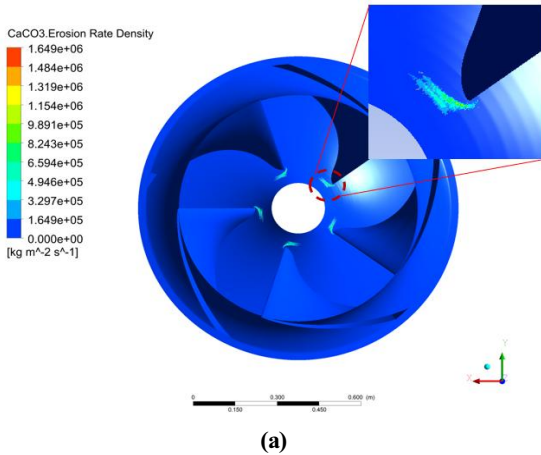 CaCO3.Erosion Rate Density
1.649e+06
1.484e+06
1.319e+06
1.154e+06
9.891e+05
8.243e+05
6.594e+05
4.946e+05
3.297e+05
1.649e+05
0.000e+00
[kg m^-2 s^-1]
Y
X
Z
0 0.300 0.600 (m)
0.150 0.450
(a)